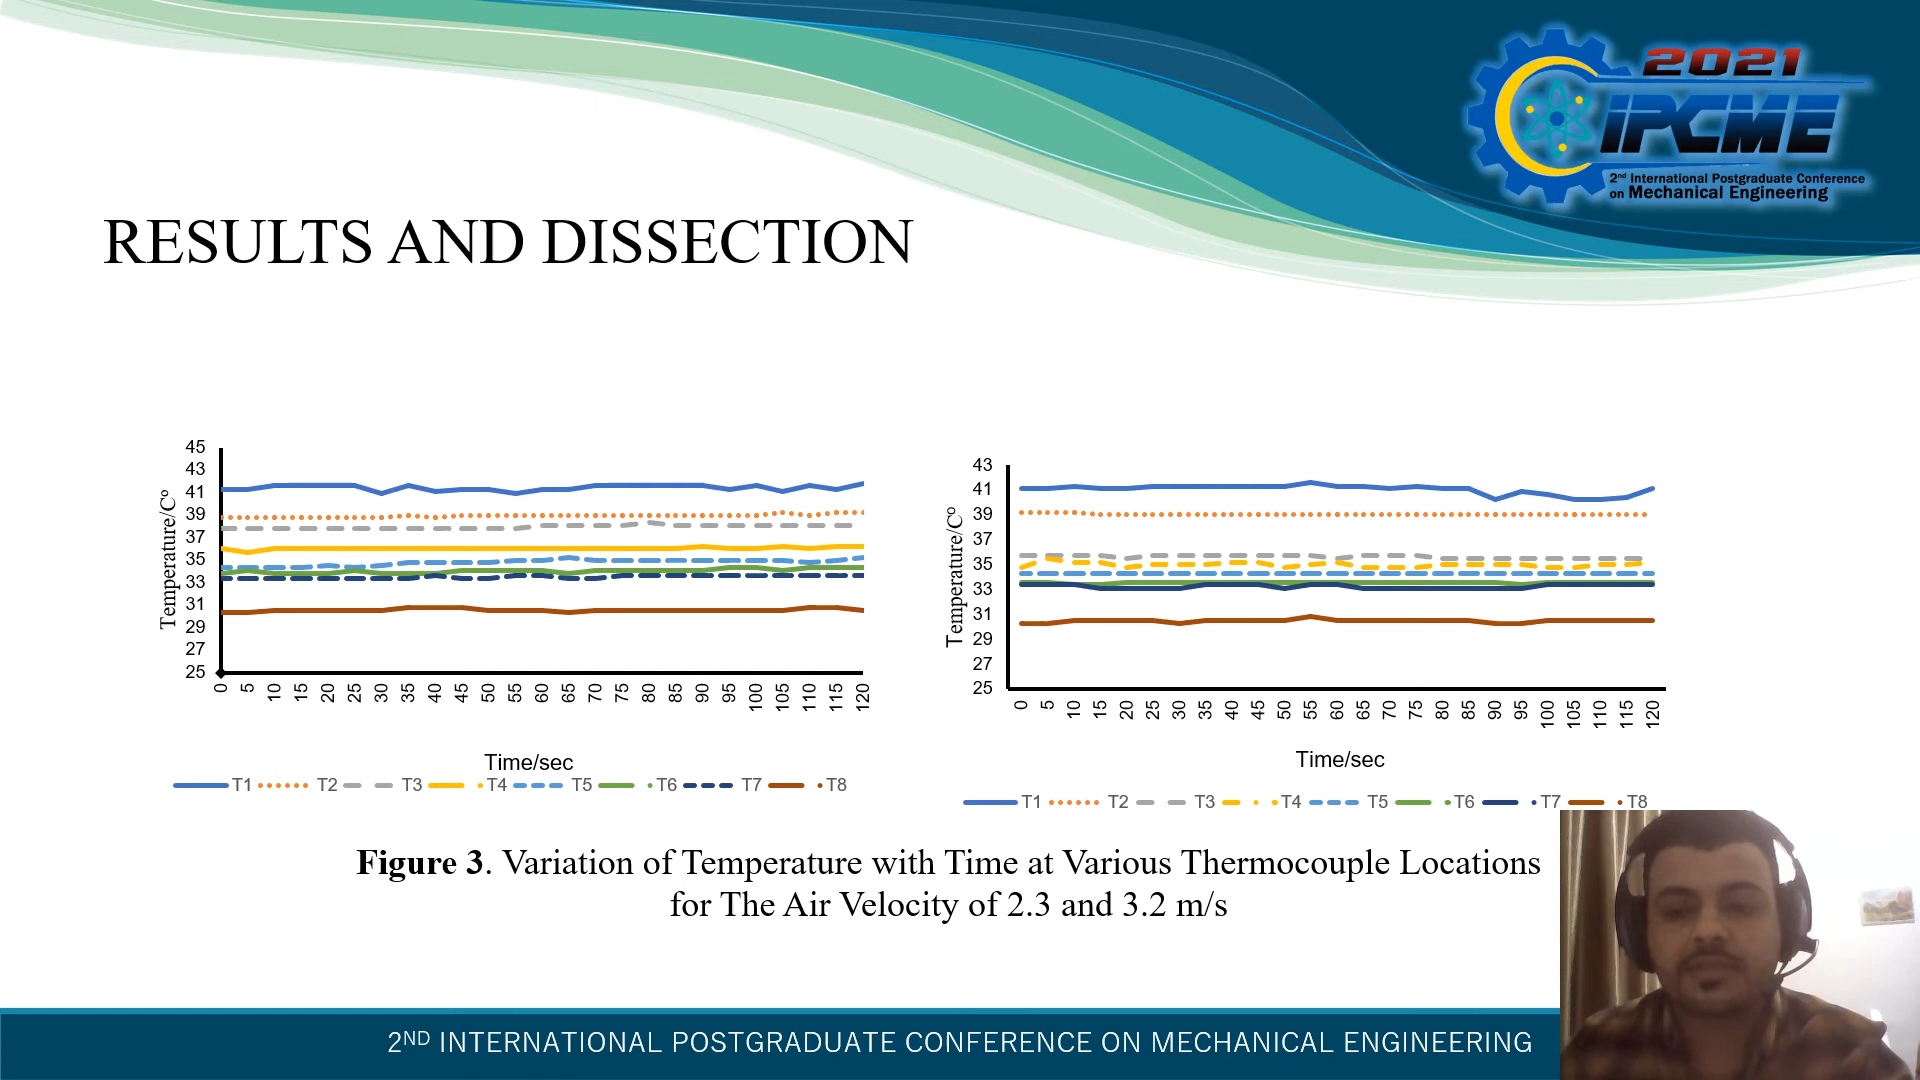 2021
IPCME
2nd International Postgraduate Conference
on Mechanical Engineering
RESULTS AND DISSECTION
45
43
41
39
37
35
33
31
29
27
25
Temperature/Cº
0 5 10 15 20 25 30 35 40 45 50 55 60 65 70 75 80 85 90 95 100 105 110 115 120
Time/sec
T1 T2 T3 T4 T5 T6 T7 T8
43
41
39
37
35
33
31
29
27
25
Temperature/Cº
0 5 10 15 20 25 30 35 40 45 50 55 60 65 70 75 80 85 90 95 100 105 110 115 120
Time/sec
T1 T2 T3 T4 T5 T6 T7 T8
Figure 3. Variation of Temperature with Time at Various Thermocouple Locations
for The Air Velocity of 2.3 and 3.2 m/s
2ND INTERNATIONAL POSTGRADUATE CONFERENCE ON MECHANICAL ENGINEERING